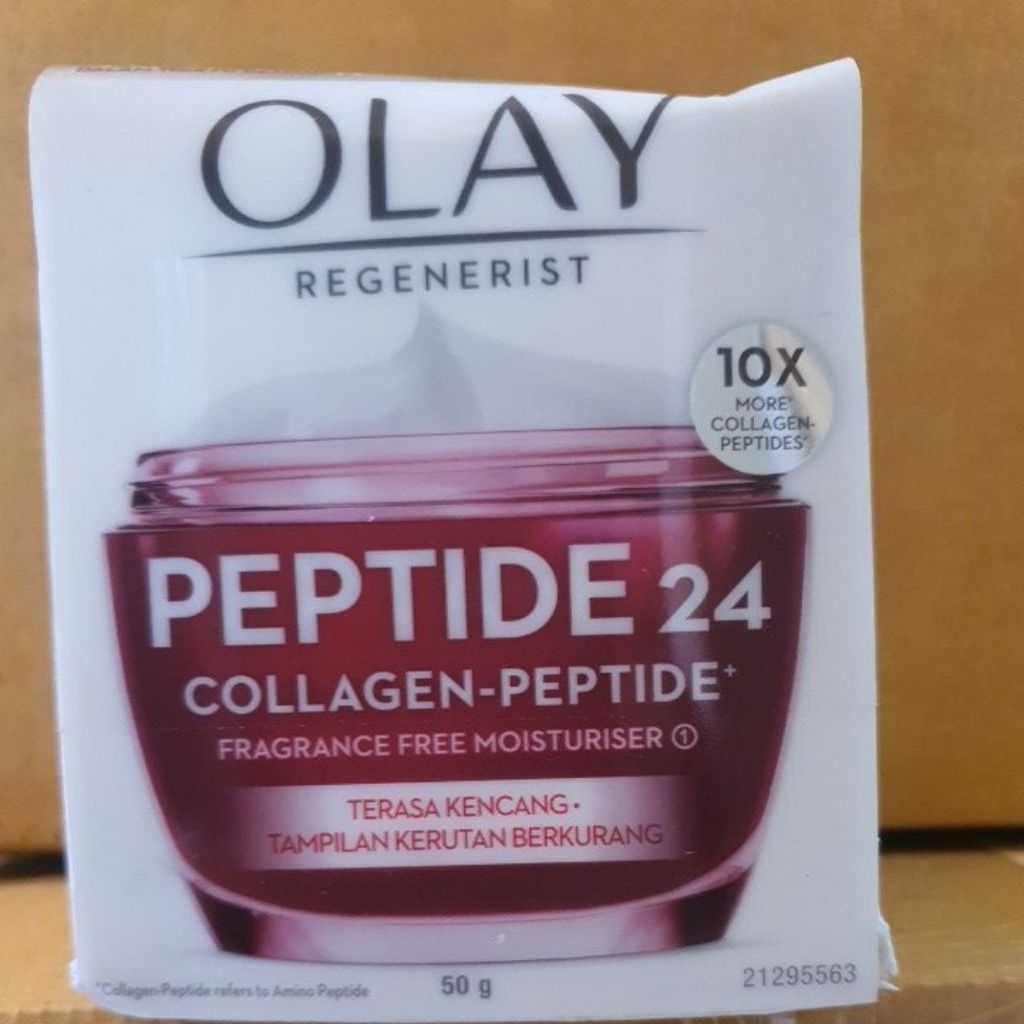 OLAY
REGENERIST
10X
MORE*
COLLAGEN-
PEPTIDES^
PEPTIDE 24
COLLAGEN-PEPTIDE+
FRAGRANCE FREE MOISTURISER ①
TERASA KENCANG •
TAMPILAN KERUTAN BERKURANG
+Collagen-Peptide refers to Amino Peptide
50 g
21295563